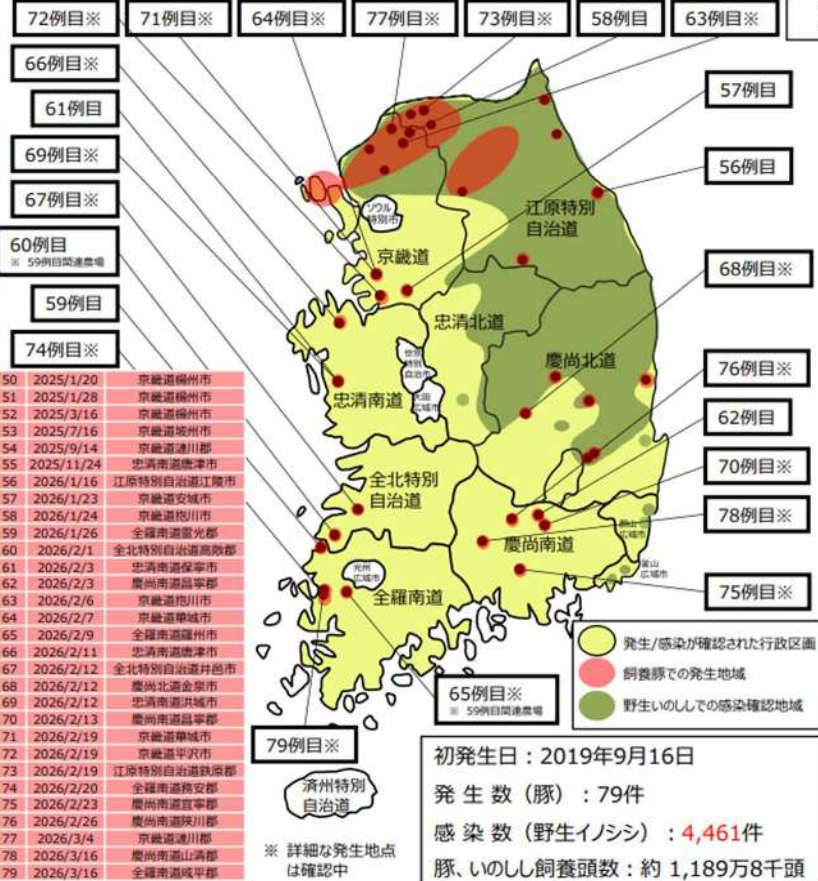 72例目※
71例目※
64例目※
77例目※
73例目※
58例目
63例目※
66例目※
61例目
69例目※
67例目※
60例目
※ 59例目関連農場
59例目
74例目※
57例目
56例目
68例目※
76例目※
62例目
70例目※
78例目※
75例目※
65例目※
※ 59例目関連農場
79例目※
ソウル
特別市
京畿道
江原特別
自治道
忠清北道
世宗
特別
自治市
大田
広域市
忠清南道
慶尚北道
全北特別
自治道
慶尚南道
蔚山
広域市
釜山
広域市
光州
広域市
全羅南道
済州特別
自治道
50 2025/1/20 京畿道楊州市
51 2025/1/28 京畿道楊州市
52 2025/3/16 京畿道楊州市
53 2025/7/16 京畿道坡州市
54 2025/9/14 京畿道漣川郡
55 2025/11/24 忠清南道唐津市
56 2026/1/16 江原特別自治道江陵市
57 2026/1/23 京畿道安城市
58 2026/1/24 京畿道抱川市
59 2026/1/26 全羅南道霊光郡
60 2026/2/1 全北特別自治道高敞郡
61 2026/2/3 忠清南道保寧市
62 2026/2/3 慶尚南道昌寧郡
63 2026/2/6 京畿道抱川市
64 2026/2/7 京畿道華城市
65 2026/2/9 全羅南道羅州市
66 2026/2/11 忠清南道唐津市
67 2026/2/12 全北特別自治道井邑市
68 2026/2/12 慶尚北道金泉市
69 2026/2/12 忠清南道洪城市
70 2026/2/13 慶尚南道昌寧郡
71 2026/2/19 京畿道華城市
72 2026/2/19 京畿道平沢市
73 2026/2/19 江原特別自治道鉄原郡
74 2026/2/20 全羅南道務安郡
75 2026/2/23 慶尚南道宜寧郡
76 2026/2/26 慶尚南道陜川郡
77 2026/3/4 京畿道漣川郡
78 2026/3/16 慶尚南道山清郡
79 2026/3/16 全羅南道咸平郡
発生/感染が確認された行政区画
飼養豚での発生地域
野生いのししでの感染確認地域
※ 詳細な発生地点
は確認中
初発生日：2019年9月16日
発 生 数（豚）：79件
感 染 数（野生イノシシ）：4,461件
豚、いのしし飼養頭数：約 1,189万8千頭